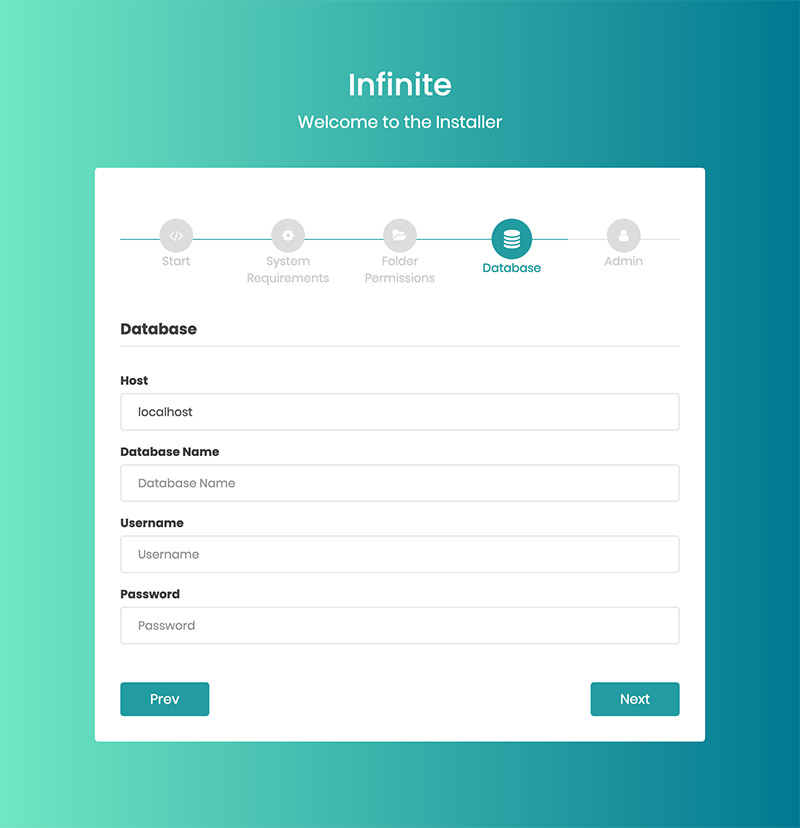 Infinite
Welcome to the Installer
Start
System
Requirements
Folder
Permissions
Database
Admin
Database
Host
localhost
Database Name
Database Name
Username
Username
Password
Password
Prev
Next